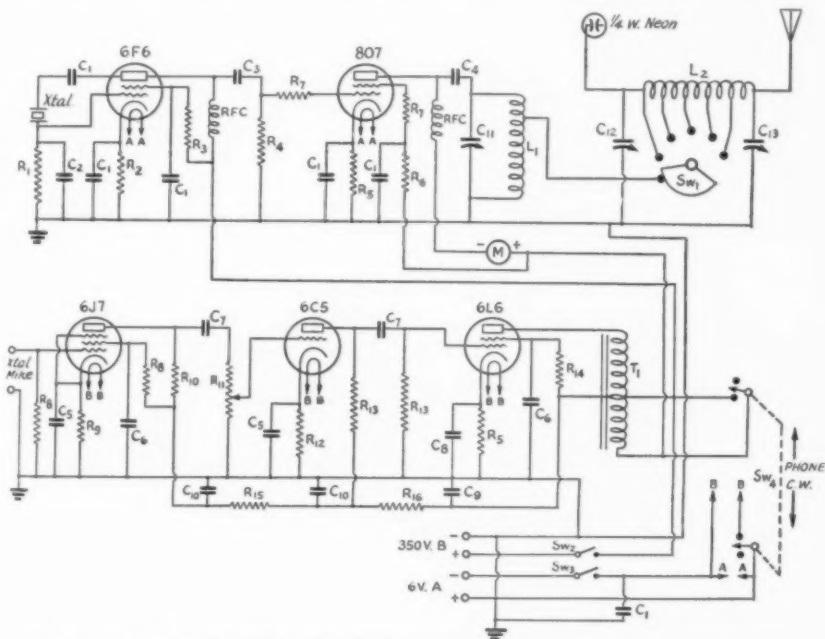 ¼ w. Neon
6F6
807
L2
C1
C3
R7
C4
Xtal
RFC
R7
RFC
C11
L1
C12
C13
R3
R4
Sw1
R1
C2
C1
A A
R2
C1
C1
A A
R5
C1
R6
- M +
6J7
6C5
6L6
C7
C7
Xtal
Mike
R8
R10
R11
R14
T1
B B
B B
B B
R8
C5
R9
C6
C5
R12
R13
R13
C8
R5
C6
C10
R15
C10
R16
C9
PHONE
C.W.
Sw4
B B
350V. B
-
+
Sw2
6V. A
-
+
Sw3
A A
C1